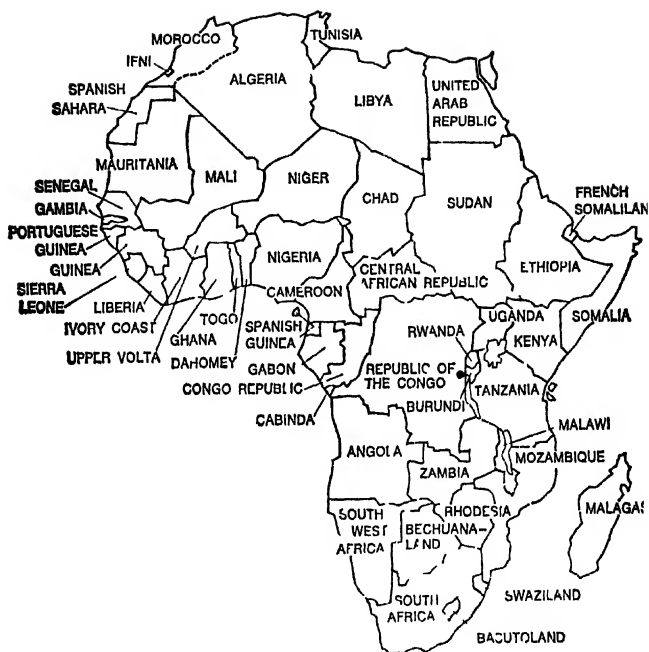 MOROCCO
TUNISIA
IFNI
SPANISH
SAHARA
ALGERIA
LIBYA
UNITED
ARAB
REPUBLIC
MAURITANIA
MALI
NIGER
CHAD
SUDAN
FRENCH
SOMALILAN
SENEGAL
GAMBIA
PORTUGUESE
GUINEA
GUINEA
SIERRA
LEONE
LIBERIA
IVORY COAST
UPPER VOLTA
GHANA
TOGO
DAHOMEY
NIGERIA
CAMEROON
CENTRAL
AFRICAN REPUBLIC
ETHIOPIA
SOMALIA
SPANISH
GUINEA
GABON
CONGO REPUBLIC
CABINDA
RWANDA
UGANDA
KENYA
REPUBLIC OF
THE CONGO
BURUNDI
TANZANIA
MALAWI
MOZAMBIQUE
ANGOLA
ZAMBIA
RHODESIA
SOUTH
WEST
AFRICA
BECHUANA-
LAND
MALAGAS
SOUTH
AFRICA
SWAZILAND
BACUTOLAND